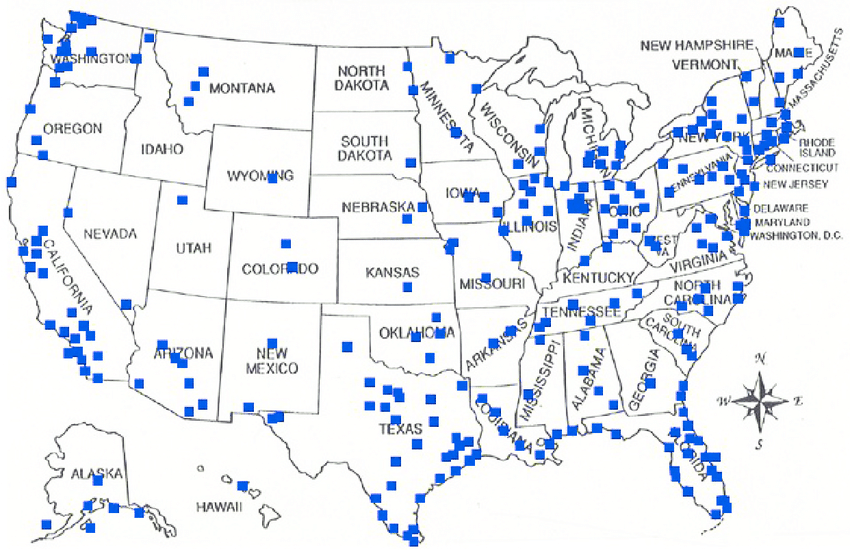 NEW HAMPSHIRE
VERMONT
MAINE
MASSACHUSETTS
WASHINGTON
MONTANA
NORTH
DAKOTA
MINNESOTA
WISCONSIN
MICHIGAN
NEW YORK
RHODE
ISLAND
CONNECTICUT
OREGON
IDAHO
WYOMING
SOUTH
DAKOTA
IOWA
PENNSYLVANIA
NEW JERSEY
NEBRASKA
ILLINOIS
INDIANA
OHIO
DELAWARE
MARYLAND
WASHINGTON, D.C.
NEVADA
UTAH
COLORADO
KANSAS
MISSOURI
KENTUCKY
WEST
VA
VIRGINIA
CALIFORNIA
ARIZONA
NEW
MEXICO
OKLAHOMA
ARKANSAS
TENNESSEE
NORTH
CAROLINA
SOUTH
CAROLINA
TEXAS
LOUISIANA
MISSISSIPPI
ALABAMA
GEORGIA
FLORIDA
N
W
E
S
ALASKA
HAWAII